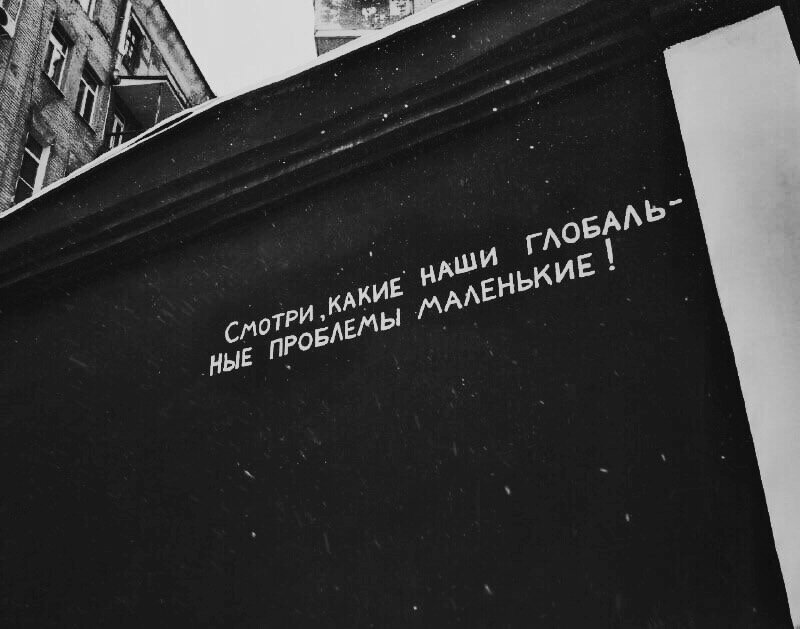 Смотри, какие наши глобаль-
ные проблемы маленькие!